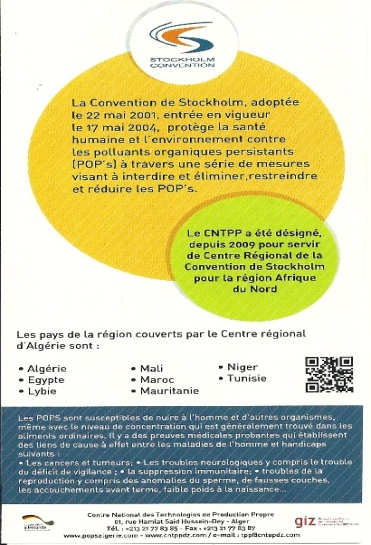 STOCKHOLM
CONVENTION
La Convention de Stockholm, adoptée
le 22 mai 2001, entrée en vigueur
le 17 mai 2004, protège la santé
humaine et l'environnement contre
les polluants organiques persistants
(POP's) à travers une série de mesures
visant à interdire et éliminer,restreindre
et réduire les POP's.
Le CNTPP a été désigné,
depuis 2009 pour servir
de Centre Régional de la
Convention de Stockholm
pour la région Afrique
du Nord
Les pays de la région couverts par le Centre régional
d'Algérie sont :
• Algérie
• Egypte
• Lybie
• Mali
• Maroc
• Mauritanie
• Niger
• Tunisie
Les POPS sont susceptibles de nuire à l'homme et d'autres organismes,
même avec le niveau de concentration qui est généralement trouvé dans les
aliments ordinaires. Il y a des preuves médicales probantes qui établissent
des liens de cause à effet entre les maladies de l'homme et handicaps
suivants :
• Les cancers et tumeurs; • Les troubles neurologiques y compris le trouble
du déficit de vigilance ; • la suppression immunitaire; • troubles de la
reproduction y compris des anomalies du sperme, de fausses couches,
les accouchements avant terme, faible poids à la naissance...
Centre National des Technologies de Production Propre
61, rue Hamlat Said Hussein-Dey - Alger
Tél. : +213 21 77 83 85 - Fax : +213 21 77 83 87
www.popsalgerie.com - www.cntppdz.com / e-mail : tpp@cntppdz.com
giz